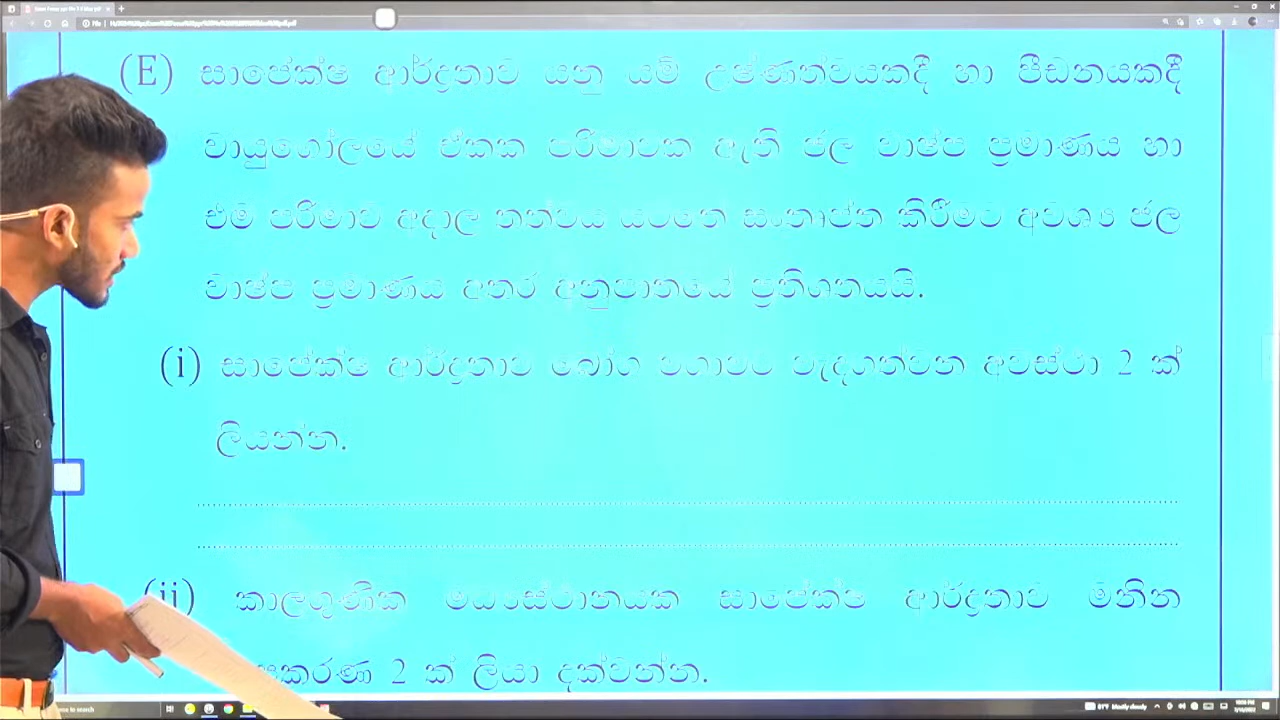 (E) සාපේක්ෂ ආර්ද්‍රතාව යනු යම් උෂ්ණත්වයකදී හා පීඩනයකදී
වායුගෝලයේ ඒකක පරිමාවක ඇති ජල වාෂ්ප ප්‍රමාණය හා
එම පරිමාව අදාල තත්වය යටතේ සංතෘප්ත කිරීමට අවශ්‍ය ජල
වාෂ්ප ප්‍රමාණය අතර අනුපාතයේ ප්‍රතිශතයයි.
(i) සාපේක්ෂ ආර්ද්‍රතාව බෝග වගාවට වැදගත්වන අවස්ථා 2 ක්
ලියන්න.
(ii) කාලගුණික මධ්‍යස්ථානයක සාපේක්ෂ ආර්ද්‍රතාව මනින
2 ක් ලියා දක්වන්න.
Mostly cloudy